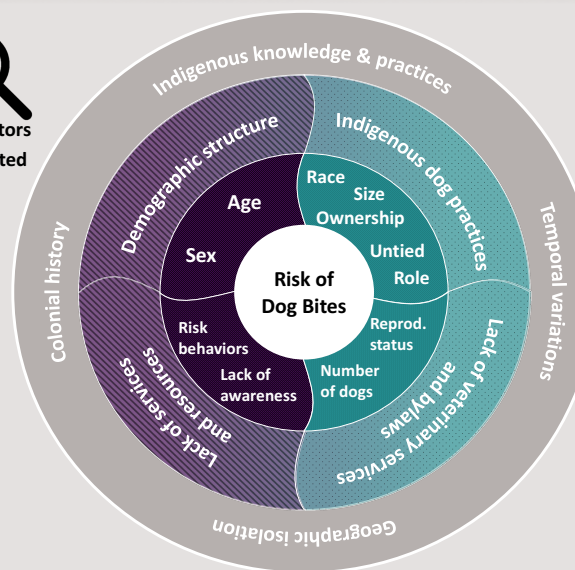 Indigenous knowledge & practices
tors
ted
Demographic structure
Indigenous dog practices
Age
Sex
Race
Size
Ownership
Untied
Role
Colonial history
Temporal variations
Risk of
Dog Bites
Risk
behaviors
Lack of
awareness
Reprod.
status
Number
of dogs
Lack of services
and resources
Lack of veterinary services
and bylaws
Geographic isolation